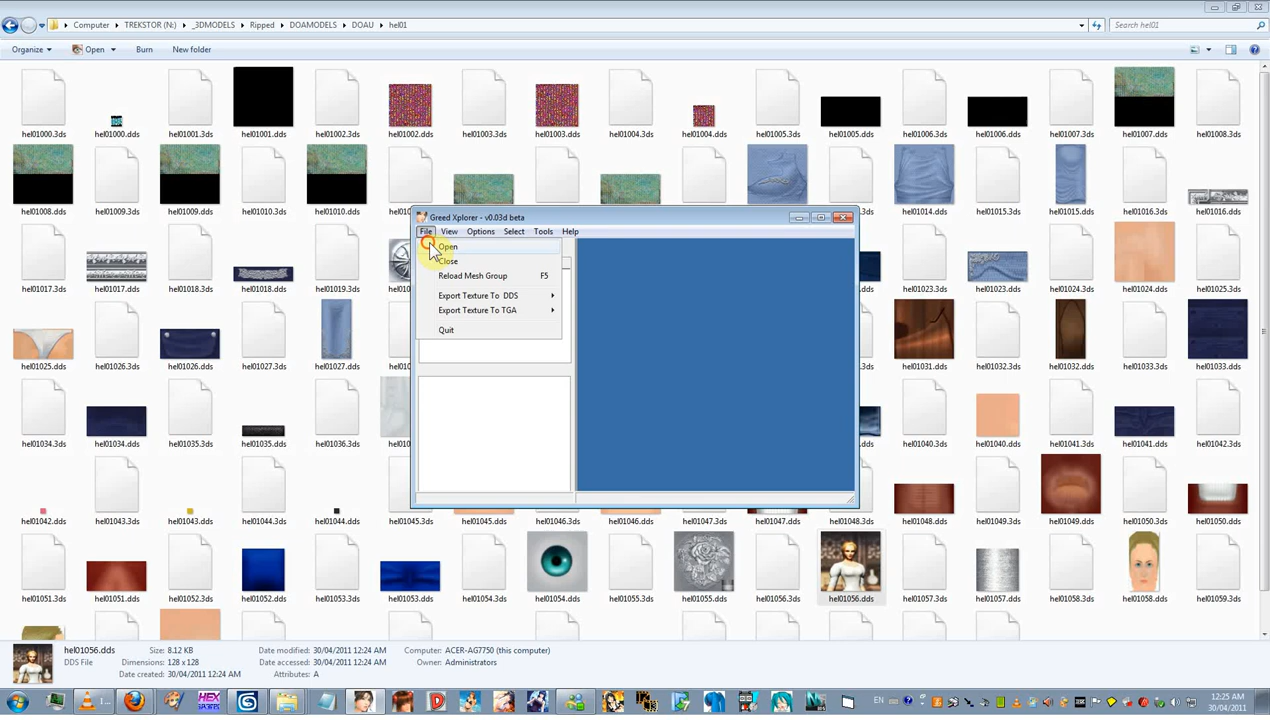 Computer ▸ TREKSTOR (N:) ▸ _3DMODELS ▸ Ripped ▸ DOAMODELS ▸ DOAU ▸ hel01
Search hel01
Organize Open Burn New folder
hel01000.3ds hel01000.dds hel01001.3ds hel01001.dds hel01002.3ds hel01002.dds hel01003.3ds hel01003.dds hel01004.3ds hel01004.dds hel01005.3ds hel01005.dds hel01006.3ds hel01006.dds hel01007.3ds hel01007.dds hel01008.3ds
hel01008.dds hel01009.3ds hel01009.dds hel01010.3ds hel01010.dds
hel01015.3ds hel01015.dds hel01016.3ds hel01016.dds
Greed Xplorer - v0.03d beta
File View Options Select Tools Help
Open
Close
Reload Mesh Group F5
Export Texture To DDS
Export Texture To TGA
Quit
hel01017.3ds hel01017.dds hel01018.3ds hel01018.dds hel01019.3ds
hel01023.3ds hel01023.dds hel01024.3ds hel01024.dds hel01025.3ds
hel01025.dds hel01026.3ds hel01026.dds hel01027.3ds hel01027.dds
hel01031.dds hel01032.3ds hel01032.dds hel01033.3ds hel01033.dds
hel01034.3ds hel01034.dds hel01035.3ds hel01035.dds hel01036.3ds
hel01040.3ds hel01040.dds hel01041.3ds hel01041.dds hel01042.3ds
hel01042.dds hel01043.3ds hel01043.dds hel01044.3ds hel01044.dds hel01045.3ds hel01045.dds hel01046.3ds hel01046.dds hel01047.3ds hel01047.dds hel01048.3ds hel01048.dds hel01049.3ds hel01049.dds hel01050.3ds hel01050.dds
hel01051.3ds hel01051.dds hel01052.3ds hel01052.dds hel01053.3ds hel01053.dds hel01054.3ds hel01054.dds hel01055.3ds hel01055.dds hel01056.3ds hel01056.dds hel01057.3ds hel01057.dds hel01058.3ds hel01058.dds hel01059.3ds
hel01056.dds Size: 8.12 KB Date modified: 30/04/2011 12:24 AM Computer: ACER-AG7750 (this computer)
DDS File Dimensions: 128 x 128 Date accessed: 30/04/2011 12:24 AM Owner: Administrators
Date created: 30/04/2011 12:24 AM Attributes: A
HEX
EN
12:25 AM
30/04/2011